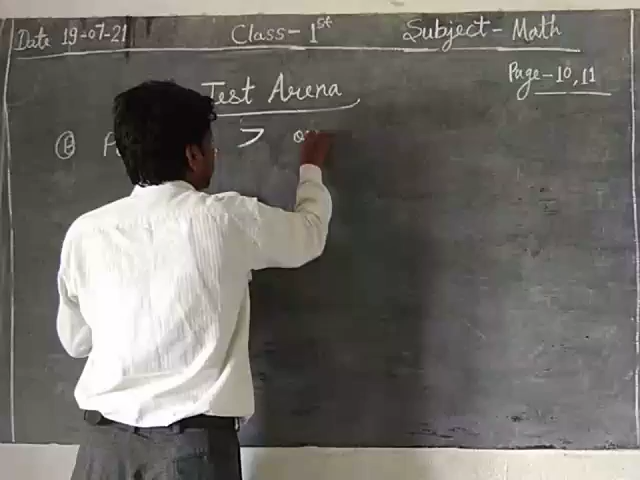 Date 19-07-21 Class-1st Subject-Math
Page-10, 11
Test Arena
Ⓑ >